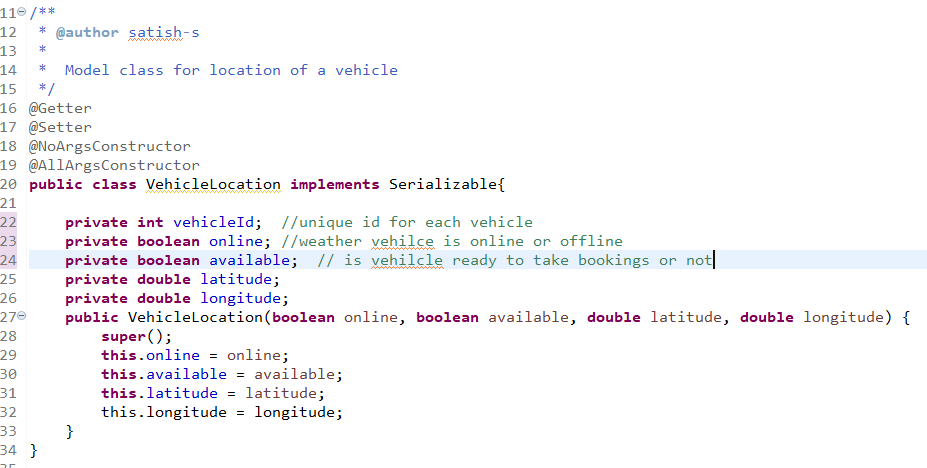 11 /**
12  * @author satish-s
13  *
14  *  Model class for location of a vehicle
15  */
16 @Getter
17 @Setter
18 @NoArgsConstructor
19 @AllArgsConstructor
20 public class VehicleLocation implements Serializable{
21
22     private int vehicleId;  //unique id for each vehicle
23     private boolean online; //weather vehilce is online or offline
24     private boolean available;  // is vehilcle ready to take bookings or not
25     private double latitude;
26     private double longitude;
27     public VehicleLocation(boolean online, boolean available, double latitude, double longitude) {
28         super();
29         this.online = online;
30         this.available = available;
31         this.latitude = latitude;
32         this.longitude = longitude;
33     }
34 }